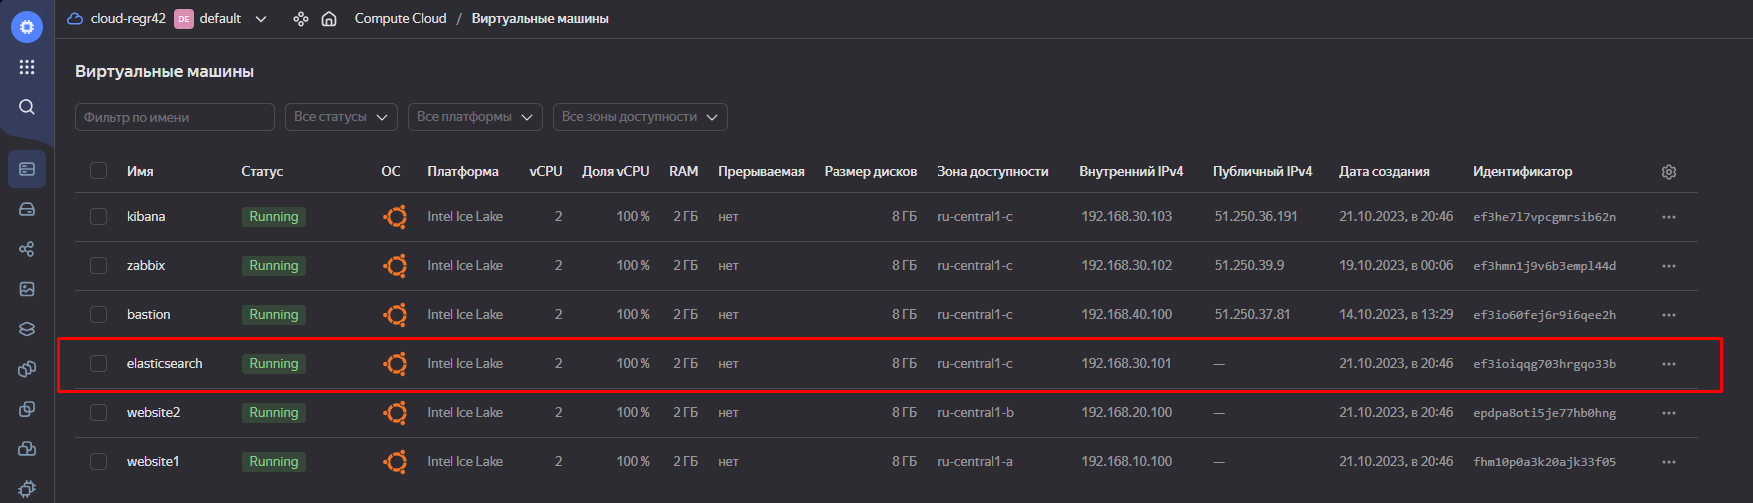 cloud-regr42 DE default Compute Cloud / Виртуальные машины
Виртуальные машины
Фильтр по имени Все статусы Все платформы Все зоны доступности
Имя Статус ОС Платформа vCPU Доля vCPU RAM Прерываемая Размер дисков Зона доступности Внутренний IPv4 Публичный IPv4 Дата создания Идентификатор
kibana Running Intel Ice Lake 2 100 % 2 ГБ нет 8 ГБ ru-central1-c 192.168.30.103 51.250.36.191 21.10.2023, в 20:46 ef3he7l7vpcgmrsib62n
zabbix Running Intel Ice Lake 2 100 % 2 ГБ нет 8 ГБ ru-central1-c 192.168.30.102 51.250.39.9 19.10.2023, в 00:06 ef3hmn1j9v6b3empl44d
bastion Running Intel Ice Lake 2 100 % 2 ГБ нет 8 ГБ ru-central1-c 192.168.40.100 51.250.37.81 14.10.2023, в 13:29 ef3io60fej6r9i6qee2h
elasticsearch Running Intel Ice Lake 2 100 % 2 ГБ нет 8 ГБ ru-central1-c 192.168.30.101 — 21.10.2023, в 20:46 ef3ioiqqg703hrgqo33b
website2 Running Intel Ice Lake 2 100 % 2 ГБ нет 8 ГБ ru-central1-b 192.168.20.100 — 21.10.2023, в 20:46 epdpa8oti5je77hb0hng
website1 Running Intel Ice Lake 2 100 % 2 ГБ нет 8 ГБ ru-central1-a 192.168.10.100 — 21.10.2023, в 20:46 fhm10p0a3k20ajk33f05